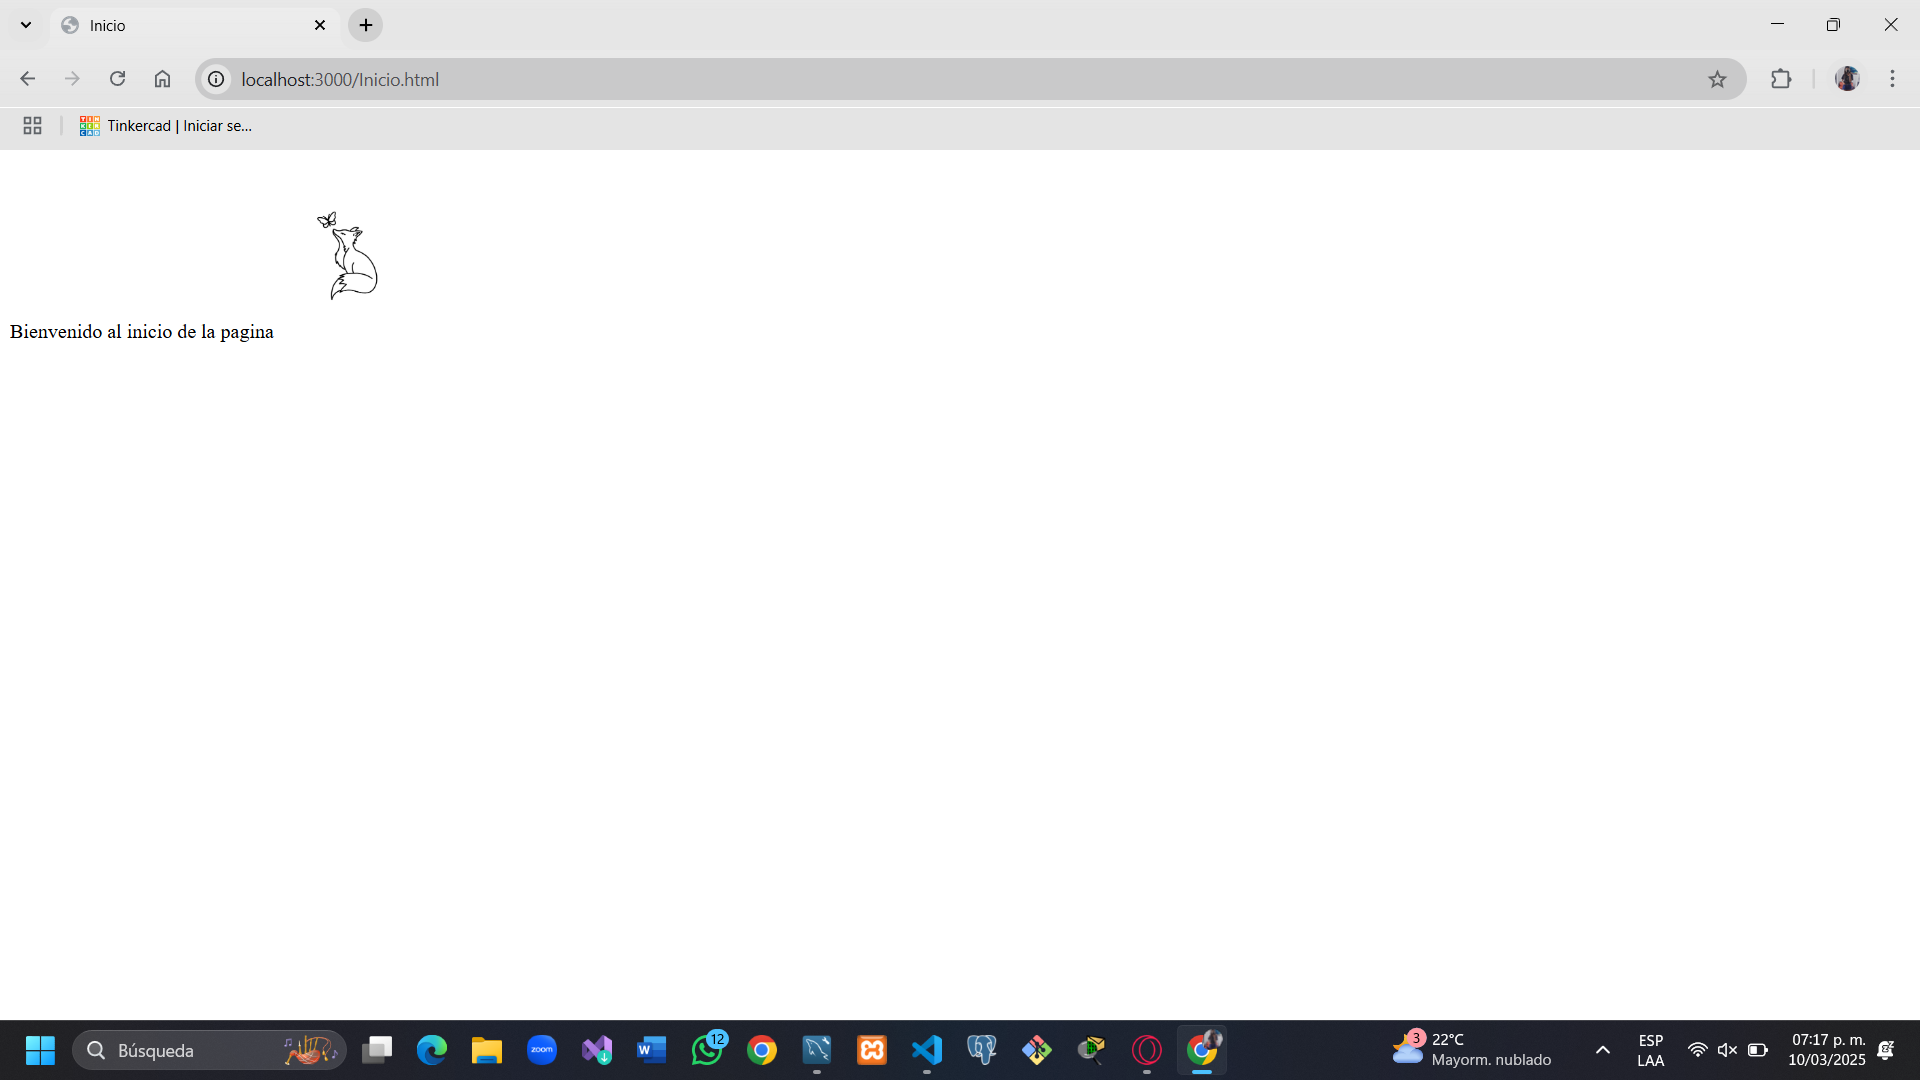 Inicio
localhost:3000/Inicio.html
Tinkercad | Iniciar se...
Bienvenido al inicio de la pagina
Búsqueda
zoom
W
12
3
22°C
Mayorm. nublado
ESP
LAA
07:17 p. m.
10/03/2025